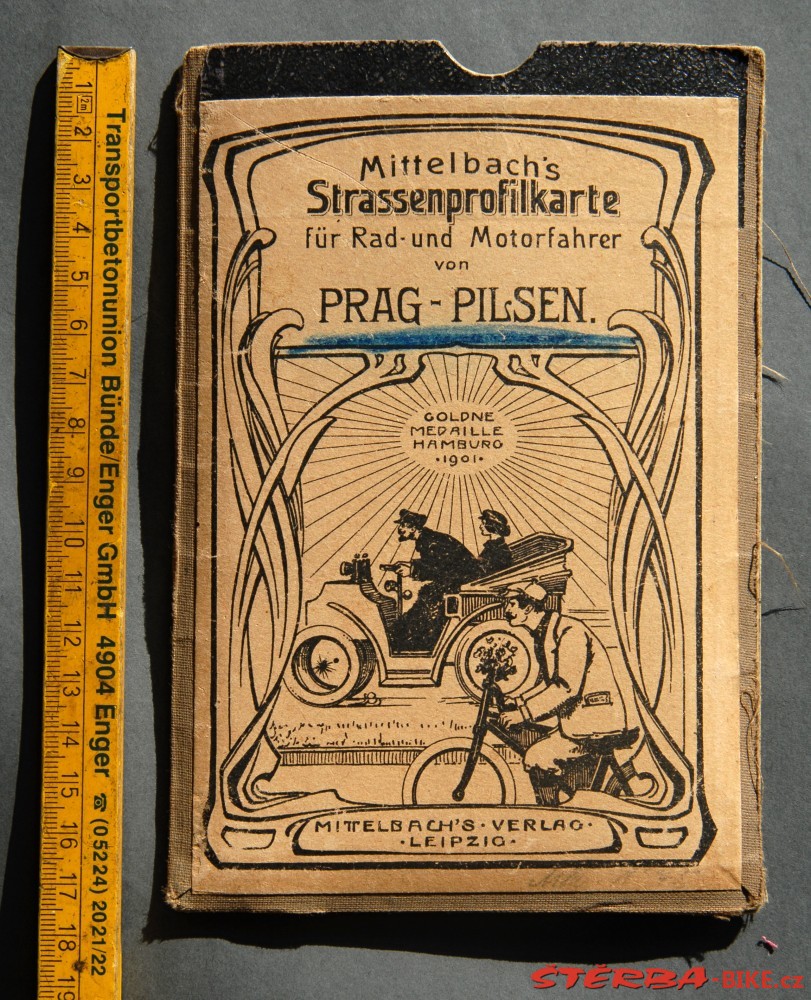 Mittelbach's
Strassenprofilkarte
für Rad- und Motorfahrer
von
PRAG - PILSEN.
GOLDNE
MEDAILLE
HAMBURG
·1901·
MITTELBACH'S · VERLAG ·
· LEIPZIG ·
Transportbetonunion Bünde/Enger GmbH 4904 Enger ☎ (05224) 2021/22
1 2m 2 3 4 5 6 7 8 9 10 11 12 13 14 15 16 17 18 19
ŠTĚRBA-BIKE.cz